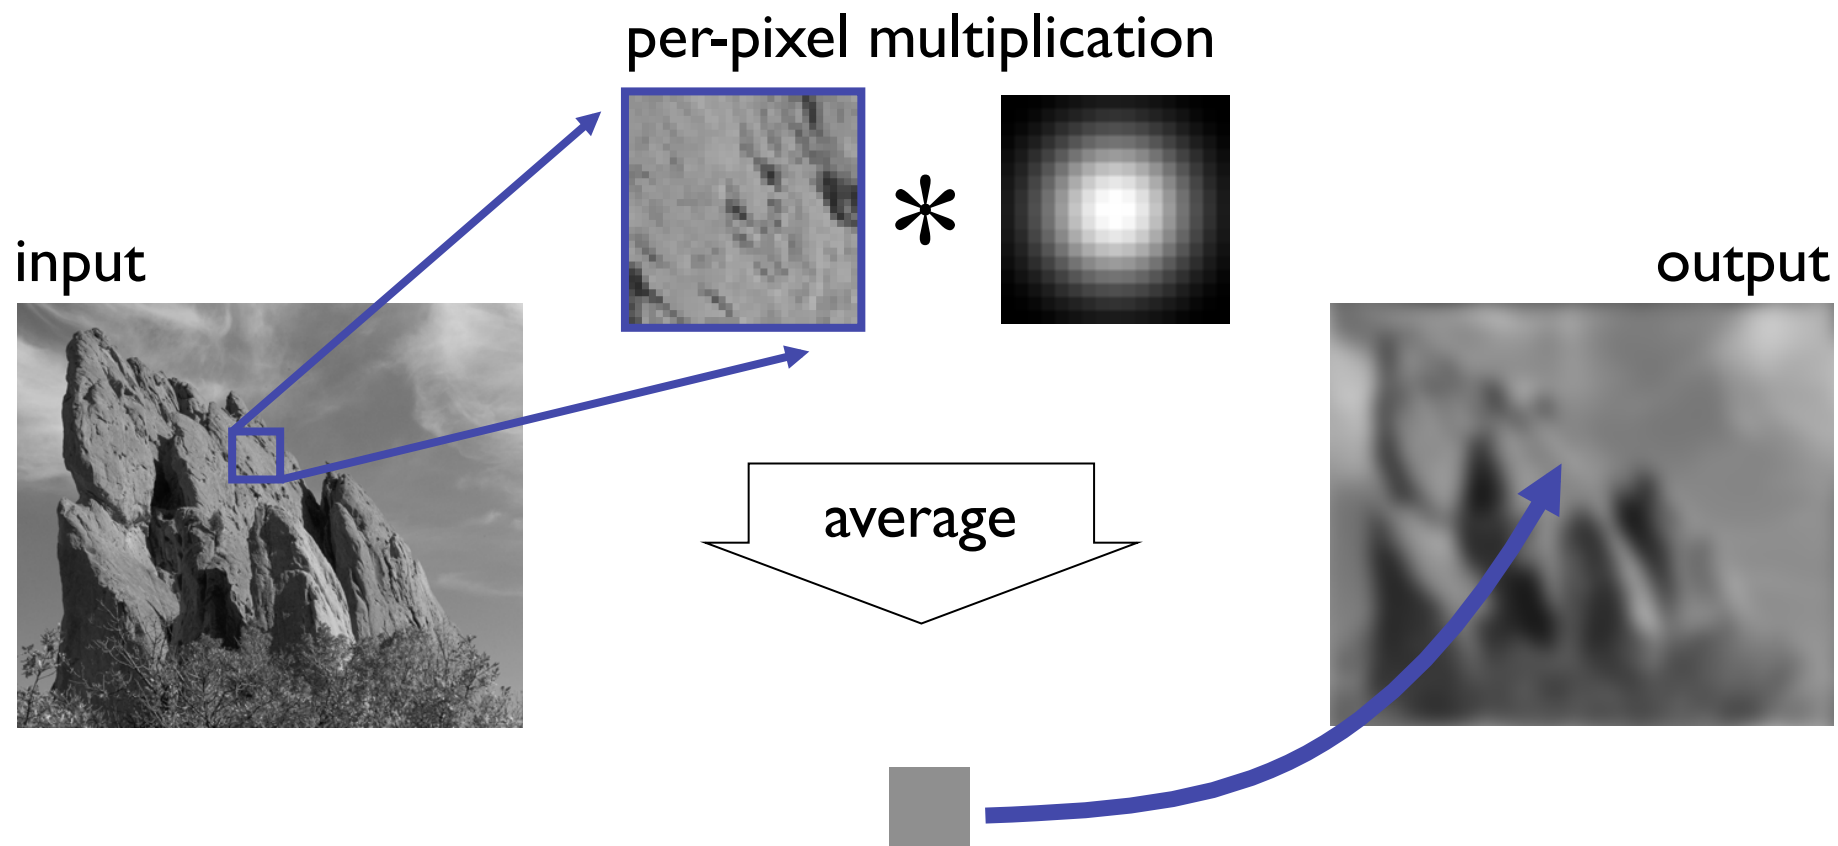 per-pixel multiplication
*
input
output
average